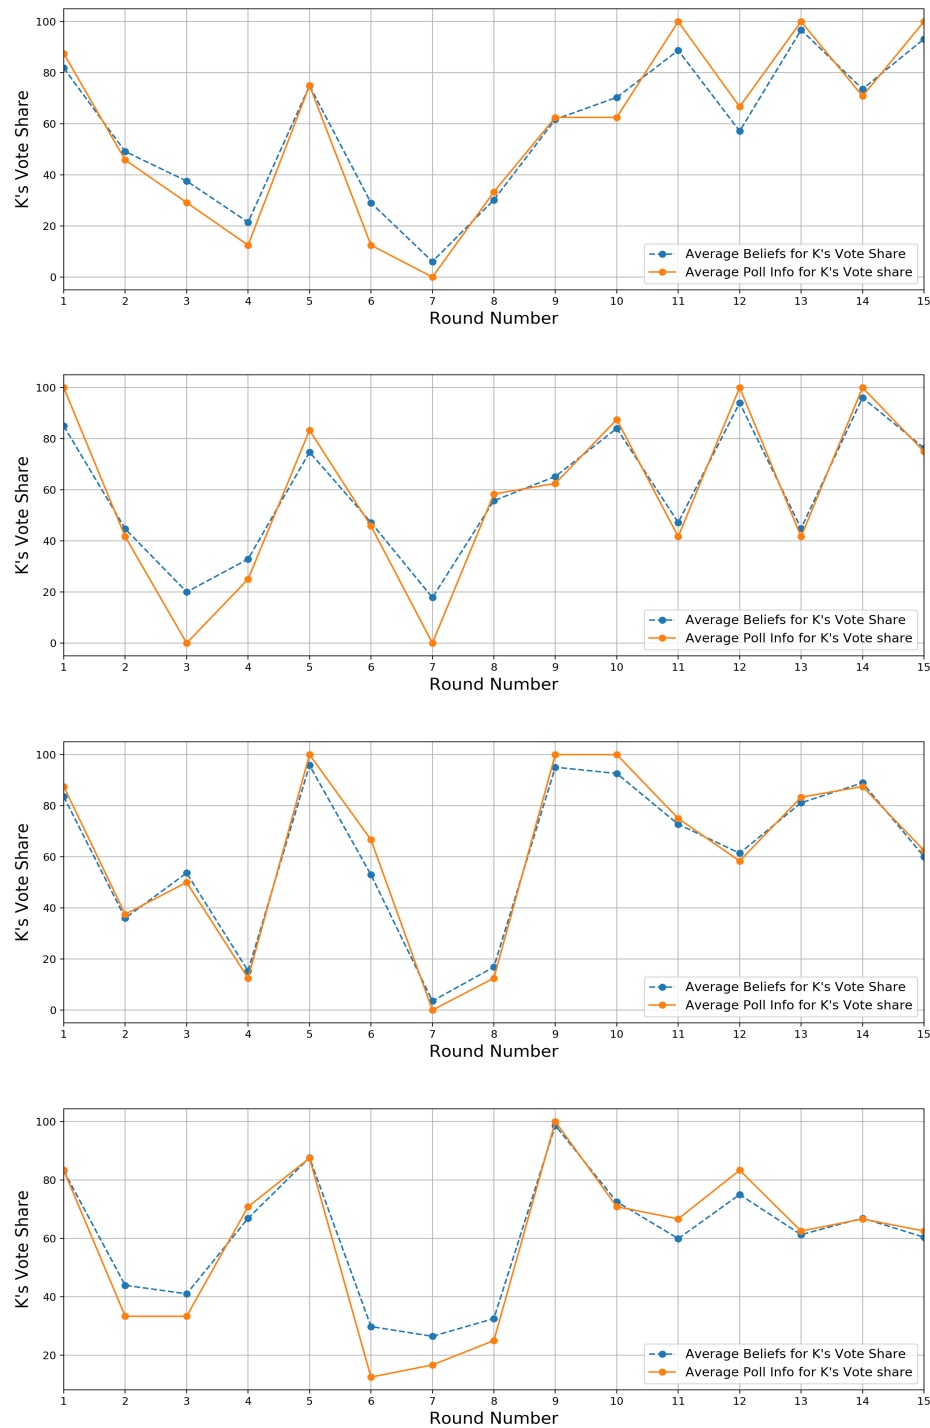 100
80
60
40
20
0
K's Vote Share
Average Beliefs for K's Vote Share
Average Poll Info for K's Vote share
1 2 3 4 5 6 7 8 9 10 11 12 13 14 15
Round Number
100
80
60
40
20
0
K's Vote Share
Average Beliefs for K's Vote Share
Average Poll Info for K's Vote share
1 2 3 4 5 6 7 8 9 10 11 12 13 14 15
Round Number
100
80
60
40
20
0
K's Vote Share
Average Beliefs for K's Vote Share
Average Poll Info for K's Vote share
1 2 3 4 5 6 7 8 9 10 11 12 13 14 15
Round Number
100
80
60
40
20
K's Vote Share
Average Beliefs for K's Vote Share
Average Poll Info for K's Vote share
1 2 3 4 5 6 7 8 9 10 11 12 13 14 15
Round Number